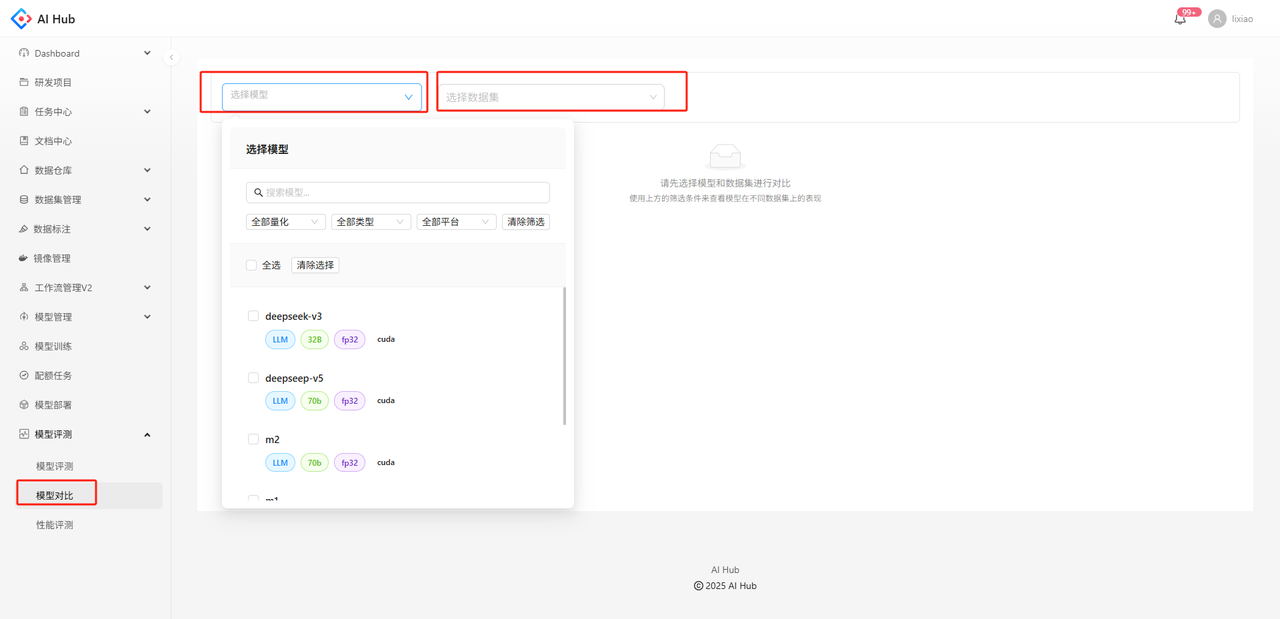 AI Hub
99+
lixiao
Dashboard
研发项目
任务中心
文档中心
数据仓库
数据集管理
数据标注
镜像管理
工作流管理V2
模型管理
模型训练
配额任务
模型部署
模型评测
模型评测
模型对比
性能评测
选择模型
选择数据集
选择模型
搜索模型...
全部量化 全部类型 全部平台 清除筛选
全选 清除选择
deepseek-v3
LLM 32B fp32 cuda
deepseep-v5
LLM 70b fp32 cuda
m2
LLM 70b fp32 cuda
m1
请先选择模型和数据集进行对比
使用上方的筛选条件来查看模型在不同数据集上的表现
AI Hub
© 2025 AI Hub